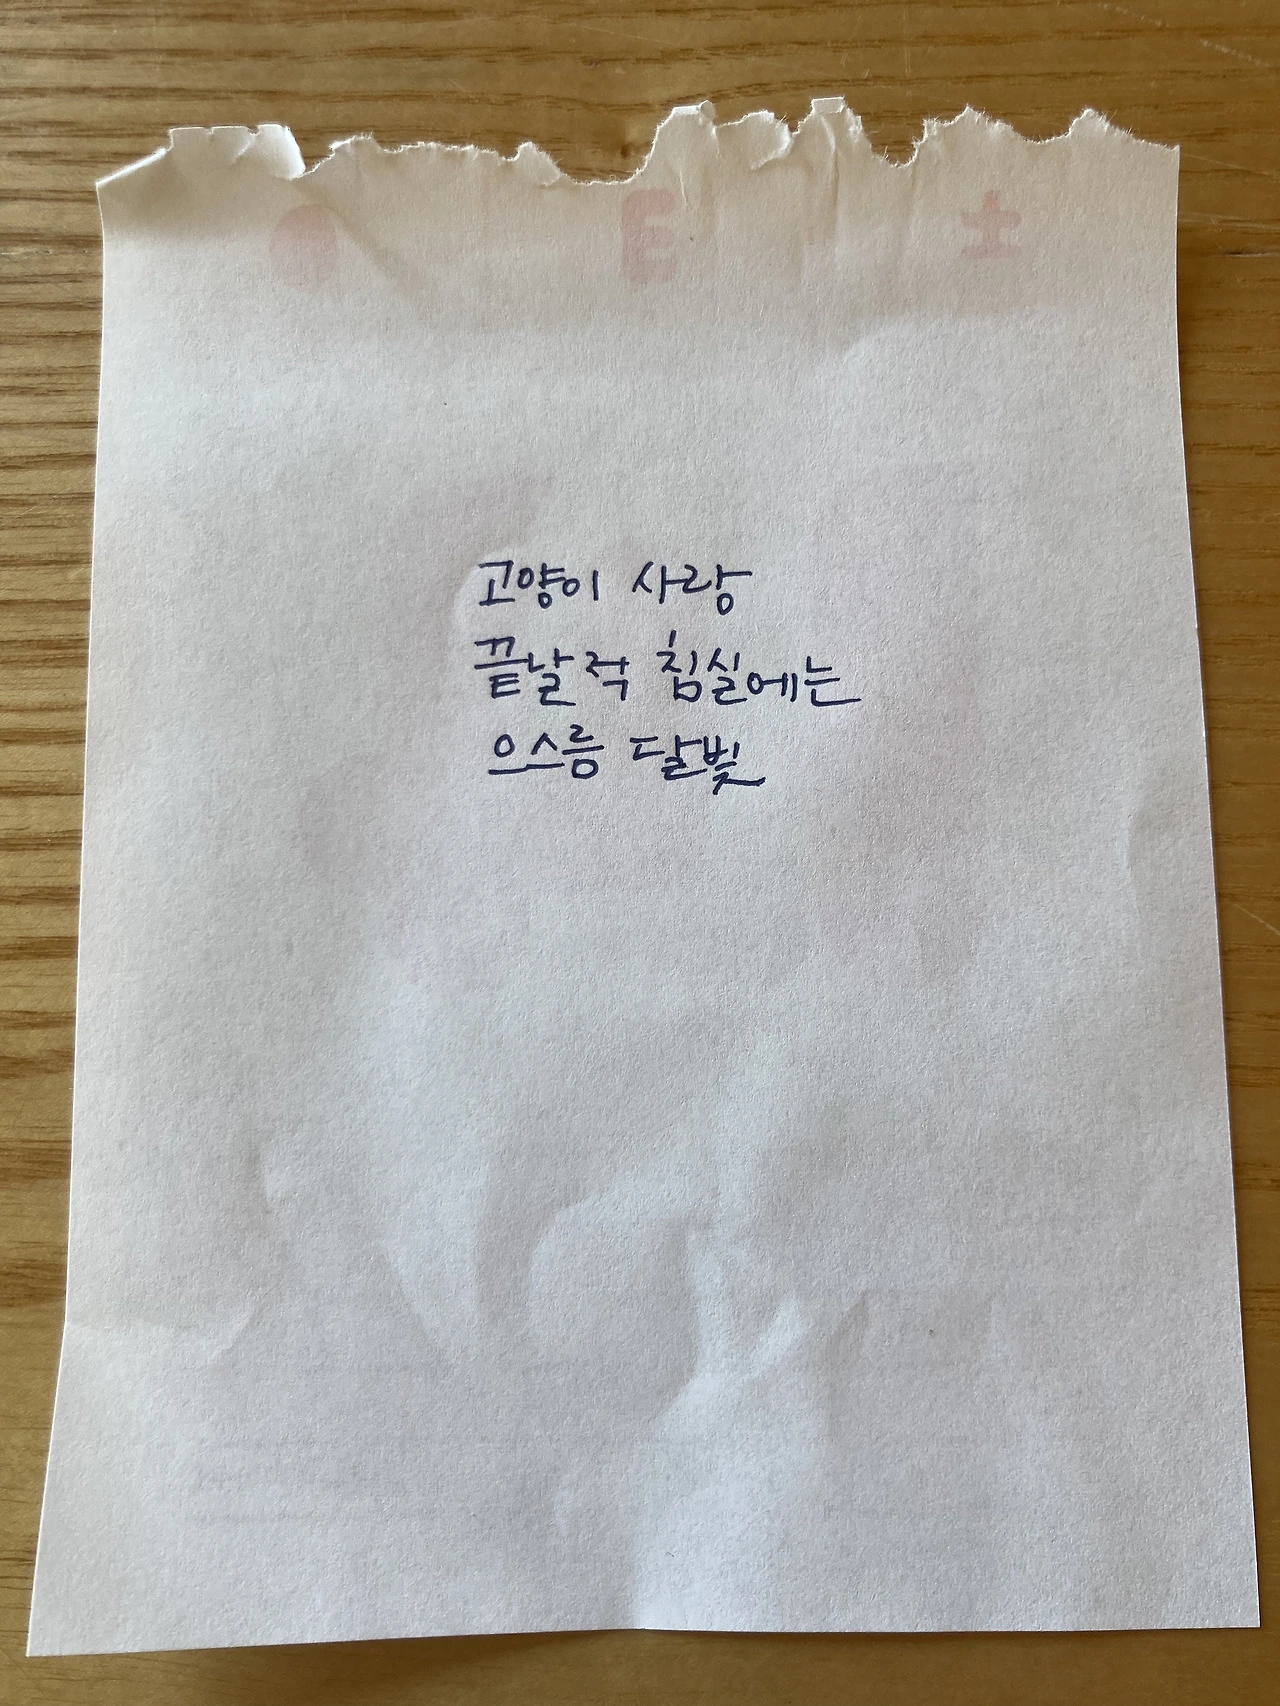 고양이 사랑
끝날 적 침실에는
으스름 달빛